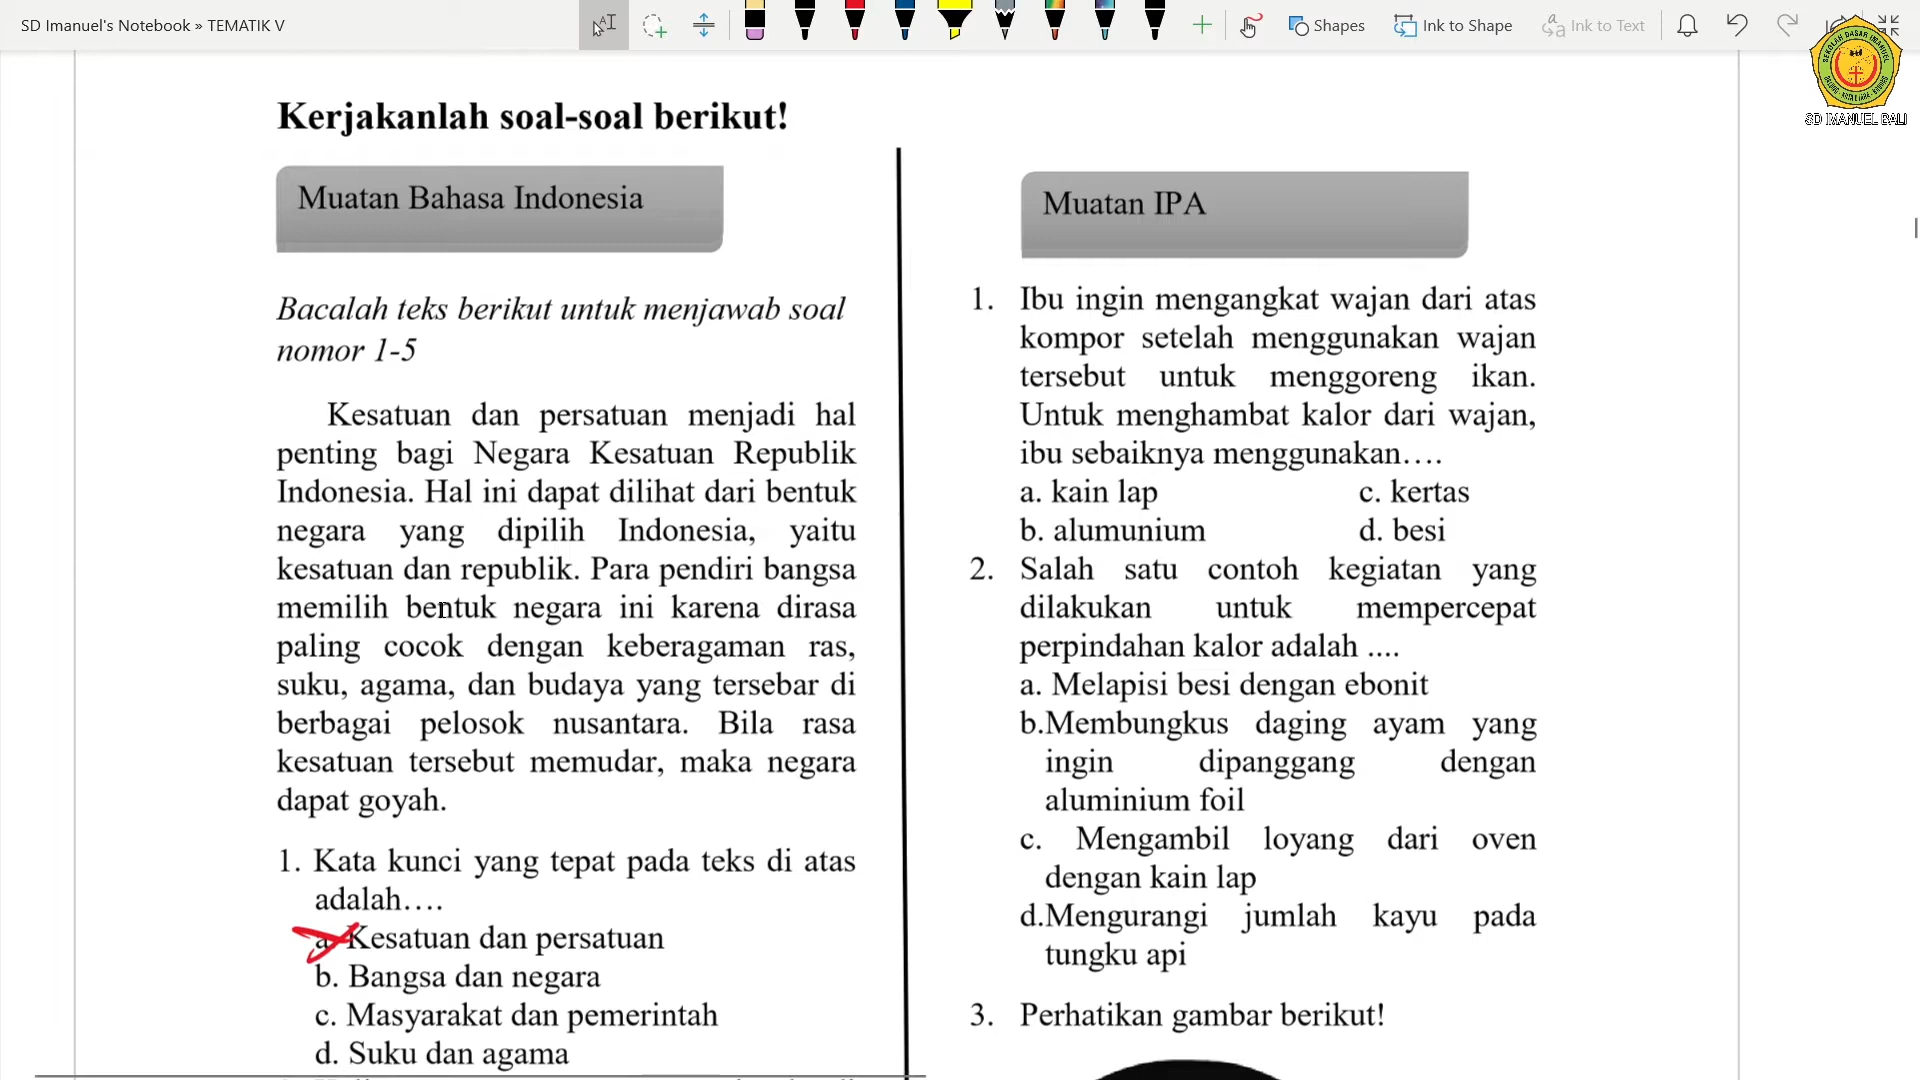 SD Imanuel's Notebook » TEMATIK V
Shapes
Ink to Shape
Ink to Text
SEKOLAH DASAR IMANUEL
SD IMANUEL BALI
Kerjakanlah soal-soal berikut!
Muatan Bahasa Indonesia
Bacalah teks berikut untuk menjawab soal
nomor 1-5
Kesatuan dan persatuan menjadi hal
penting bagi Negara Kesatuan Republik
Indonesia. Hal ini dapat dilihat dari bentuk
negara yang dipilih Indonesia, yaitu
kesatuan dan republik. Para pendiri bangsa
memilih bentuk negara ini karena dirasa
paling cocok dengan keberagaman ras,
suku, agama, dan budaya yang tersebar di
berbagai pelosok nusantara. Bila rasa
kesatuan tersebut memudar, maka negara
dapat goyah.
1. Kata kunci yang tepat pada teks di atas
adalah….
a. Kesatuan dan persatuan
b. Bangsa dan negara
c. Masyarakat dan pemerintah
d. Suku dan agama
Muatan IPA
1. Ibu ingin mengangkat wajan dari atas
kompor setelah menggunakan wajan
tersebut untuk menggoreng ikan.
Untuk menghambat kalor dari wajan,
ibu sebaiknya menggunakan….
a. kain lap c. kertas
b. alumunium d. besi
2. Salah satu contoh kegiatan yang
dilakukan untuk mempercepat
perpindahan kalor adalah ....
a. Melapisi besi dengan ebonit
b.Membungkus daging ayam yang
ingin dipanggang dengan
aluminium foil
c. Mengambil loyang dari oven
dengan kain lap
d.Mengurangi jumlah kayu pada
tungku api
3. Perhatikan gambar berikut!